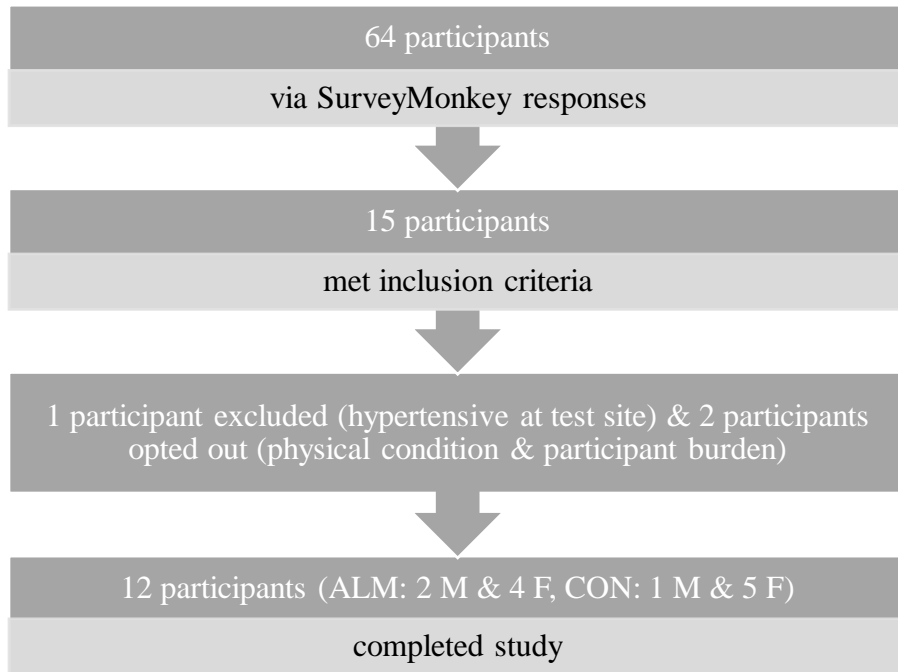 64 participants
via SurveyMonkey responses
15 participants
met inclusion criteria
1 participant excluded (hypertensive at test site) & 2 participants
opted out (physical condition & participant burden)
12 participants (ALM: 2 M & 4 F, CON: 1 M & 5 F)
completed study